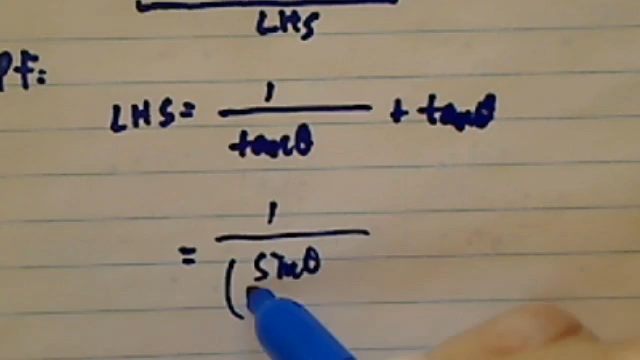 LHS
Pf:
LHS = 1/tanθ + tanθ
= 1/(sinθ